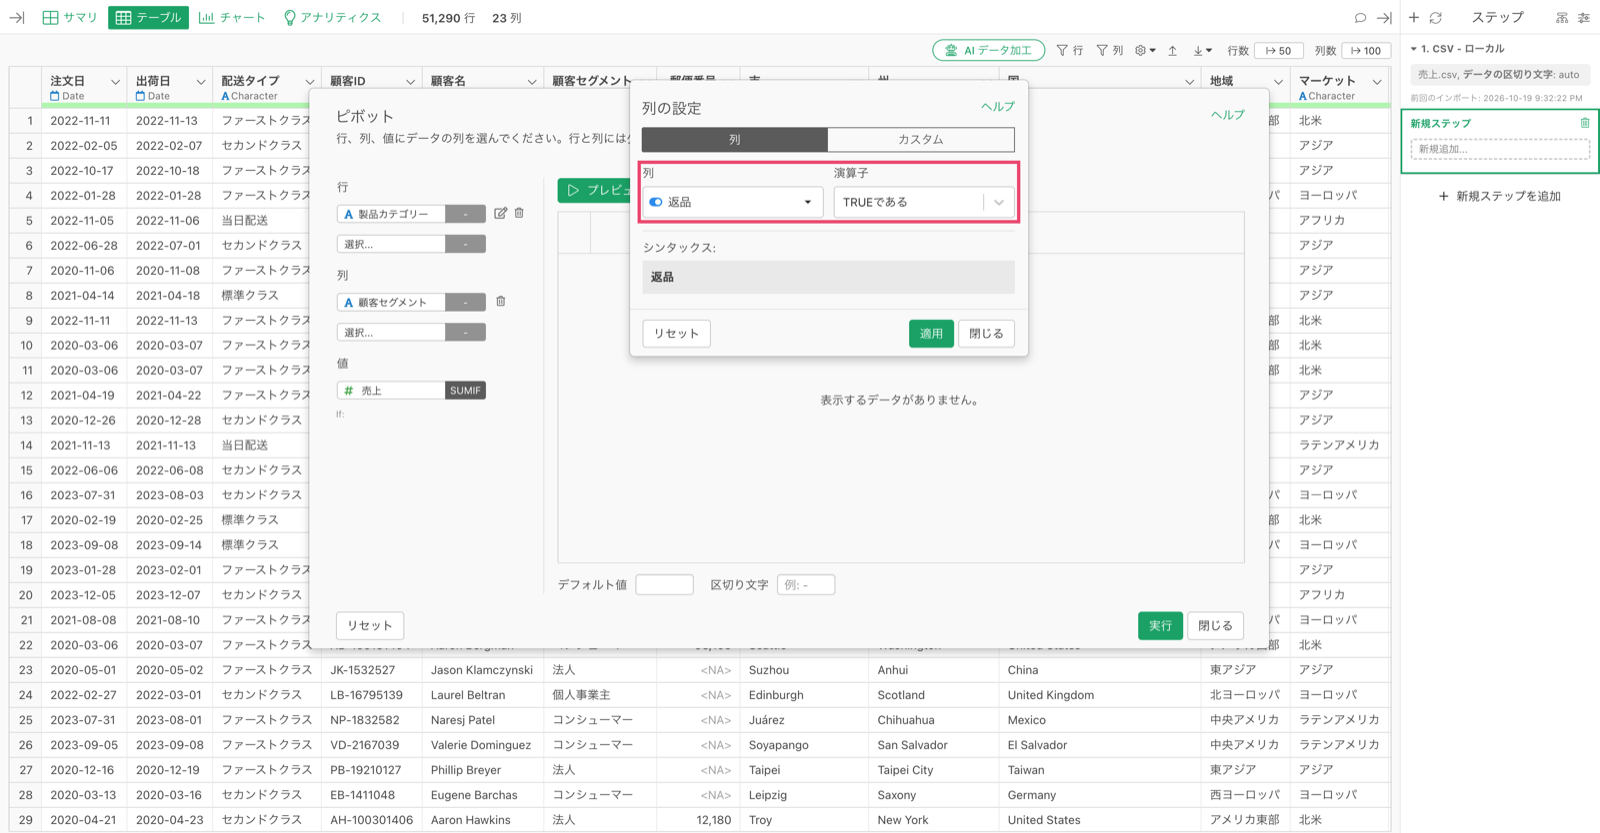 サマリ テーブル チャート アナリティクス 51,290 行 23 列
ステップ
AI データ加工 行 列 行数 50 列数 100
1. CSV - ローカル
売上.csv, データの区切り文字: auto
前回のインポート: 2026-10-19 9:32:22 PM
新規ステップ
新規追加...
新規ステップを追加
注文日 出荷日 配送タイプ 顧客ID 顧客名 顧客セグメント 地域 マーケット
Date Date Character Character
ピボット
行、列、値にデータの列を選んでください。行と列には
ヘルプ
行
製品カテゴリー -
選択... -
列
顧客セグメント -
選択... -
値
売上 SUMIF
If:
プレビュ
表示するデータがありません。
デフォルト値 区切り文字 例: -
リセット 実行 閉じる
列の設定 ヘルプ
列 カスタム
列 演算子
返品 TRUEである
シンタックス:
返品
リセット 適用 閉じる
1 2022-11-11 2022-11-13 ファーストクラス 部 北米
2 2022-02-05 2022-02-07 セカンドクラス アジア
3 2022-10-17 2022-10-18 ファーストクラス アジア
4 2022-01-28 2022-01-28 ファーストクラス パ ヨーロッパ
5 2022-11-05 2022-11-06 当日配送 アフリカ
6 2022-06-28 2022-07-01 セカンドクラス アジア
7 2020-11-06 2020-11-08 ファーストクラス アジア
8 2021-04-14 2021-04-18 標準クラス アジア
9 2022-11-11 2022-11-13 ファーストクラス 部 北米
10 2020-03-06 2020-03-07 ファーストクラス 部 北米
11 2020-03-06 2020-03-06 ファーストクラス 部 北米
12 2021-04-19 2021-04-22 ファーストクラス アジア
13 2020-12-26 2020-12-28 セカンドクラス アジア
14 2021-11-13 2021-11-13 当日配送 ラテンアメリカ
15 2022-06-06 2022-06-08 セカンドクラス アジア
16 2023-07-31 2023-08-03 セカンドクラス パ ヨーロッパ
17 2020-02-19 2020-02-25 標準クラス 部 北米
18 2023-09-08 2023-09-14 標準クラス パ ヨーロッパ
19 2023-01-28 2023-02-01 ファーストクラス アジア
20 2023-12-05 2023-12-07 セカンドクラス アフリカ
21 2021-08-08 2021-08-10 ファーストクラス パ ヨーロッパ
22 2020-03-06 2020-03-07 ファーストクラス 北米
23 2020-05-01 2020-05-02 ファーストクラス JK-1532527 Jason Klamczynski 法人 <NA> Suzhou Anhui China 東アジア アジア
24 2022-02-27 2022-03-01 セカンドクラス LB-16795139 Laurel Beltran 個人事業主 <NA> Edinburgh Scotland United Kingdom 北ヨーロッパ ヨーロッパ
25 2023-07-31 2023-08-01 ファーストクラス NP-1832582 Naresj Patel コンシューマー <NA> Juárez Chihuahua Mexico 中央アメリカ ラテンアメリカ
26 2023-09-05 2023-09-08 ファーストクラス VD-2167039 Valerie Dominguez コンシューマー <NA> Soyapango San Salvador El Salvador 中央アメリカ ラテンアメリカ
27 2020-12-16 2020-12-19 ファーストクラス PB-19210127 Phillip Breyer 法人 <NA> Taipei Taipei City Taiwan 東アジア アジア
28 2020-03-13 2020-03-16 セカンドクラス EB-1411048 Eugene Barchas コンシューマー <NA> Leipzig Saxony Germany 西ヨーロッパ ヨーロッパ
29 2020-04-21 2020-04-23 セカンドクラス AH-100301406 Aaron Hawkins 法人 12,180 Troy New York United States アメリカ東部 北米